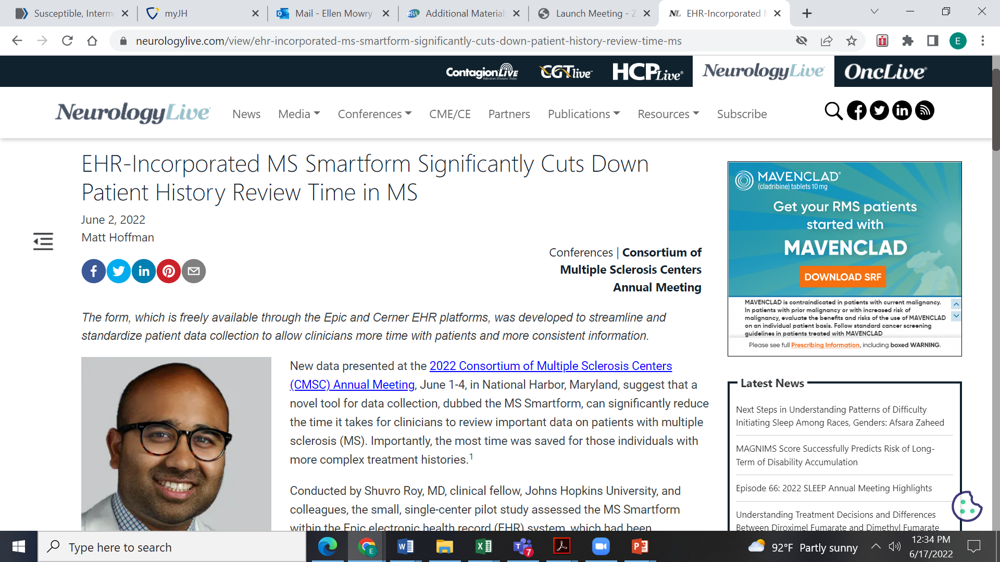 Susceptible, Interm
myJH
Mail - Ellen Mowry
Additional Material
Launch Meeting - Z
EHR-Incorporated M
neurologylive.com/view/ehr-incorporated-ms-smartform-significantly-cuts-down-patient-history-review-time-ms
E
ContagionLIVE
Infectious Diseases Today
CGTlive™
HCPLive®
NeurologyLive
OncLive®
NeurologyLive
News
Media
Conferences
CME/CE
Partners
Publications
Resources
Subscribe
EHR-Incorporated MS Smartform Significantly Cuts Down
Patient History Review Time in MS
June 2, 2022
Matt Hoffman
Conferences | Consortium of
Multiple Sclerosis Centers
Annual Meeting
The form, which is freely available through the Epic and Cerner EHR platforms, was developed to streamline and
standardize patient data collection to allow clinicians more time with patients and more consistent information.
New data presented at the 2022 Consortium of Multiple Sclerosis Centers
(CMSC) Annual Meeting, June 1-4, in National Harbor, Maryland, suggest that a
novel tool for data collection, dubbed the MS Smartform, can significantly reduce
the time it takes for clinicians to review important data on patients with multiple
sclerosis (MS). Importantly, the most time was saved for those individuals with
more complex treatment histories.1
Conducted by Shuvro Roy, MD, clinical fellow, Johns Hopkins University, and
colleagues, the small, single-center pilot study assessed the MS Smartform
within the Epic electronic health record (EHR) system, which had been
MAVENCLAD®
(cladribine) tablets 10 mg
Get your RMS patients
started with
MAVENCLAD
DOWNLOAD SRF
MAVENCLAD is contraindicated in patients with current malignancy.
In patients with prior malignancy or with increased risk of
malignancy, evaluate the benefits and risks of the use of MAVENCLAD
on an individual patient basis. Follow standard cancer screening
guidelines in patients treated with MAVENCLAD
Please see full Prescribing Information, including boxed WARNING.
Latest News
Next Steps in Understanding Patterns of Difficulty
Initiating Sleep Among Races, Genders: Afsara Zaheed
MAGNIMS Score Successfully Predicts Risk of Long-
Term of Disability Accumulation
Episode 66: 2022 SLEEP Annual Meeting Highlights
Understanding Treatment Decisions and Differences
Between Diroximel Fumarate and Dimethyl Fumarate
Type here to search
7
92°F Partly sunny
12:34 PM
6/17/2022